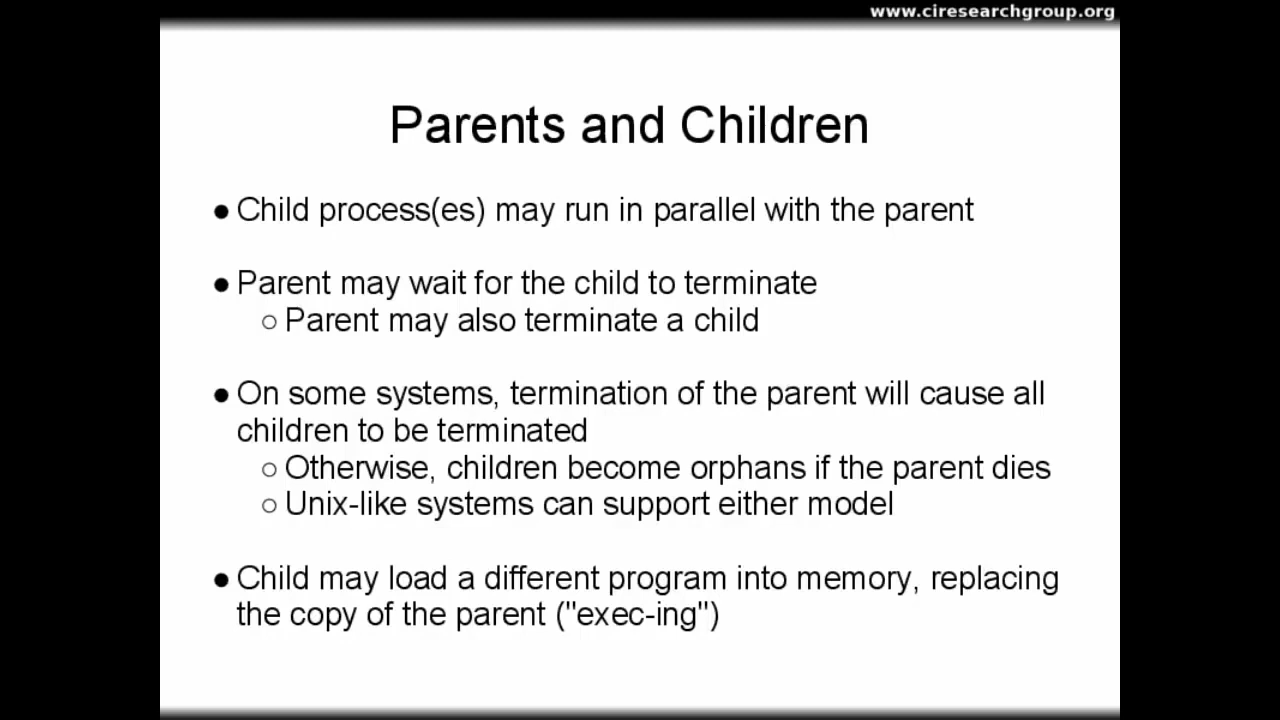 www.ciresearchgroup.org
Parents and Children
● Child process(es) may run in parallel with the parent
● Parent may wait for the child to terminate
○ Parent may also terminate a child
● On some systems, termination of the parent will cause all
children to be terminated
○ Otherwise, children become orphans if the parent dies
○ Unix-like systems can support either model
● Child may load a different program into memory, replacing
the copy of the parent ("exec-ing")